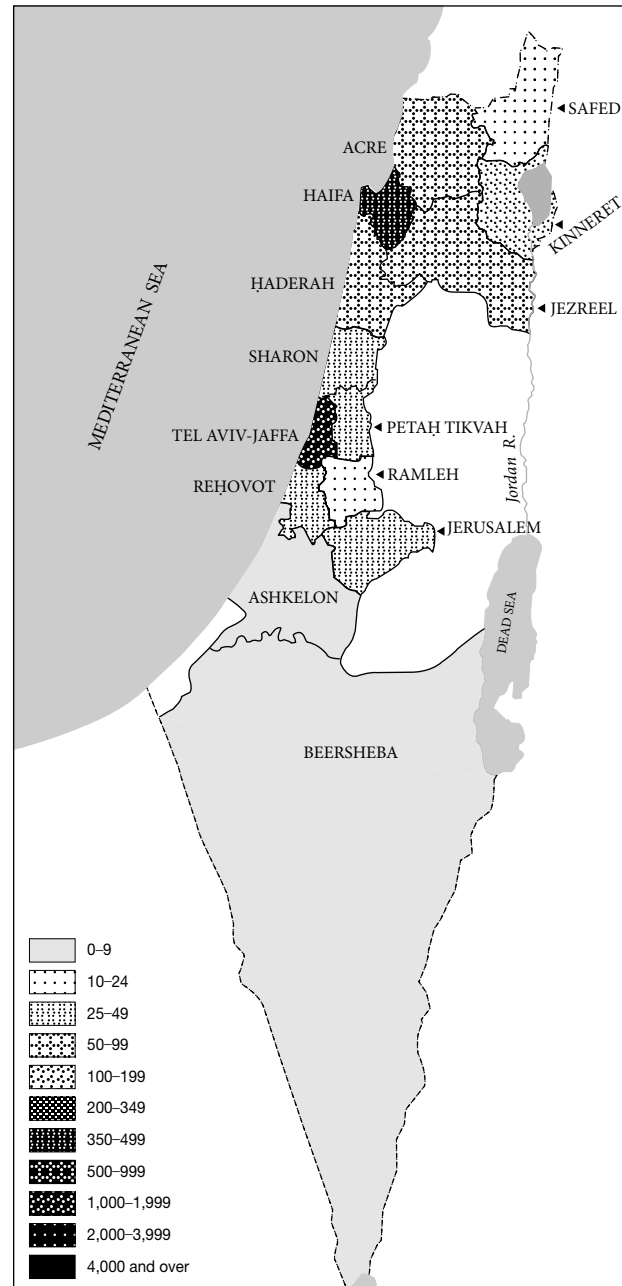 SAFED
ACRE
HAIFA
KINNERET
ḤADERAH
JEZREEL
MEDITERRANEAN SEA
SHARON
TEL AVIV-JAFFA
PETAḤ TIKVAH
REḤOVOT
RAMLEH
Jordan R.
JERUSALEM
ASHKELON
DEAD SEA
BEERSHEBA
0–9
10–24
25–49
50–99
100–199
200–349
350–499
500–999
1,000–1,999
2,000–3,999
4,000 and over